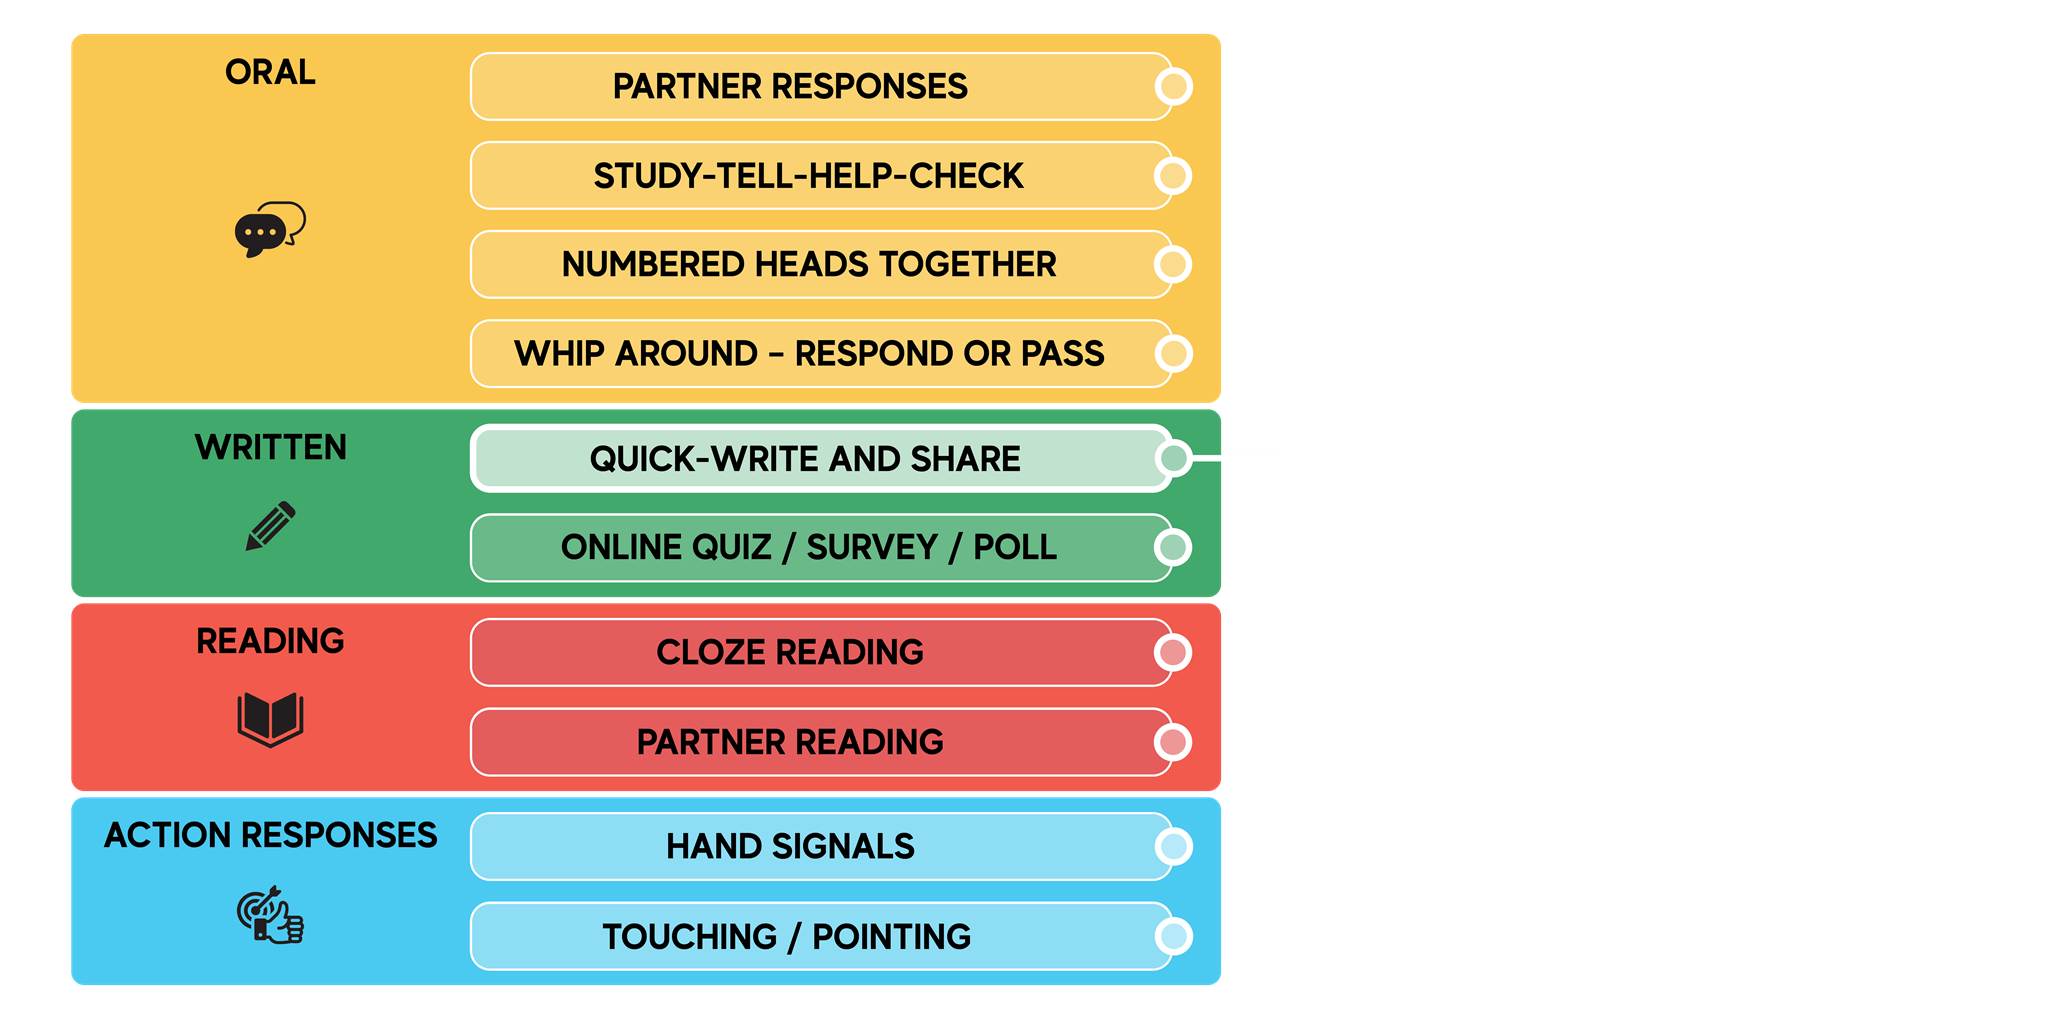 ORAL
PARTNER RESPONSES
STUDY-TELL-HELP-CHECK
NUMBERED HEADS TOGETHER
WHIP AROUND – RESPOND OR PASS
WRITTEN
QUICK-WRITE AND SHARE
ONLINE QUIZ / SURVEY / POLL
READING
CLOZE READING
PARTNER READING
ACTION RESPONSES
HAND SIGNALS
TOUCHING / POINTING